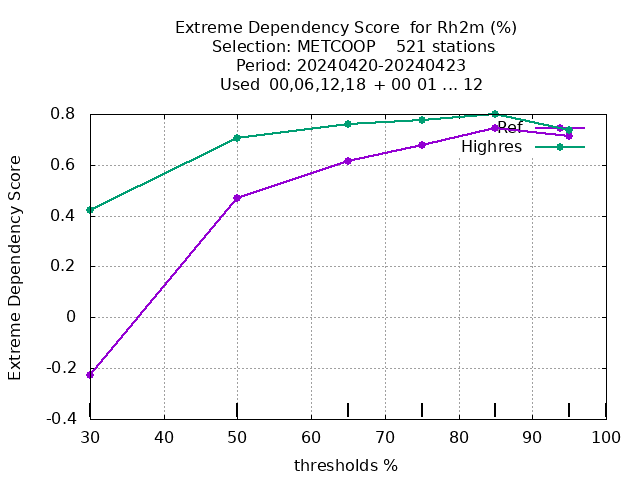 Extreme Dependency Score  for Rh2m (%)
Selection: METCOOP    521 stations
Period: 20240420-20240423
Used  00,06,12,18  + 00 01 ... 12
Extreme Dependency Score
0.8
0.6
0.4
0.2
0
-0.2
-0.4
Ref
Highres
30 40 50 60 70 80 90 100
thresholds %